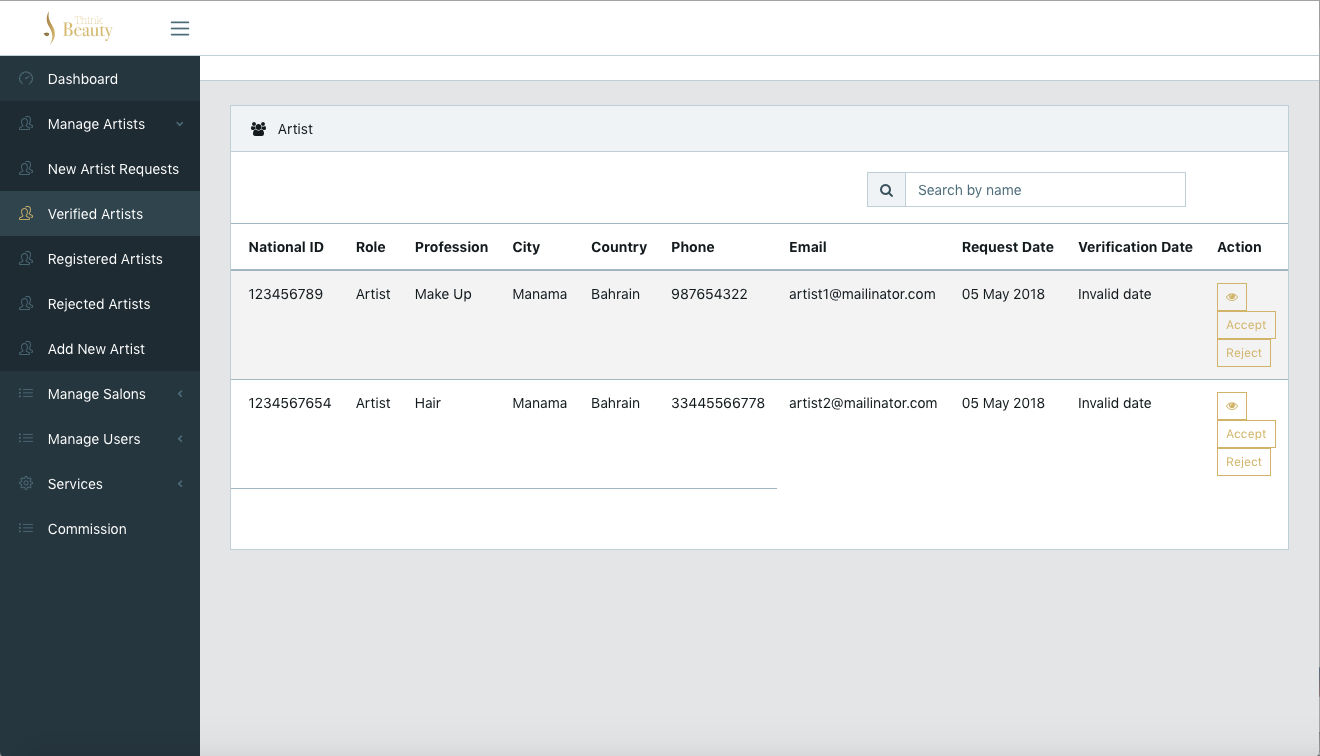 Think
Beauty
Dashboard
Manage Artists
New Artist Requests
Verified Artists
Registered Artists
Rejected Artists
Add New Artist
Manage Salons
Manage Users
Services
Commission
Artist
Search by name
National ID Role Profession City Country Phone Email Request Date Verification Date Action
123456789 Artist Make Up Manama Bahrain 987654322 artist1@mailinator.com 05 May 2018 Invalid date
Accept
Reject
1234567654 Artist Hair Manama Bahrain 33445566778 artist2@mailinator.com 05 May 2018 Invalid date
Accept
Reject